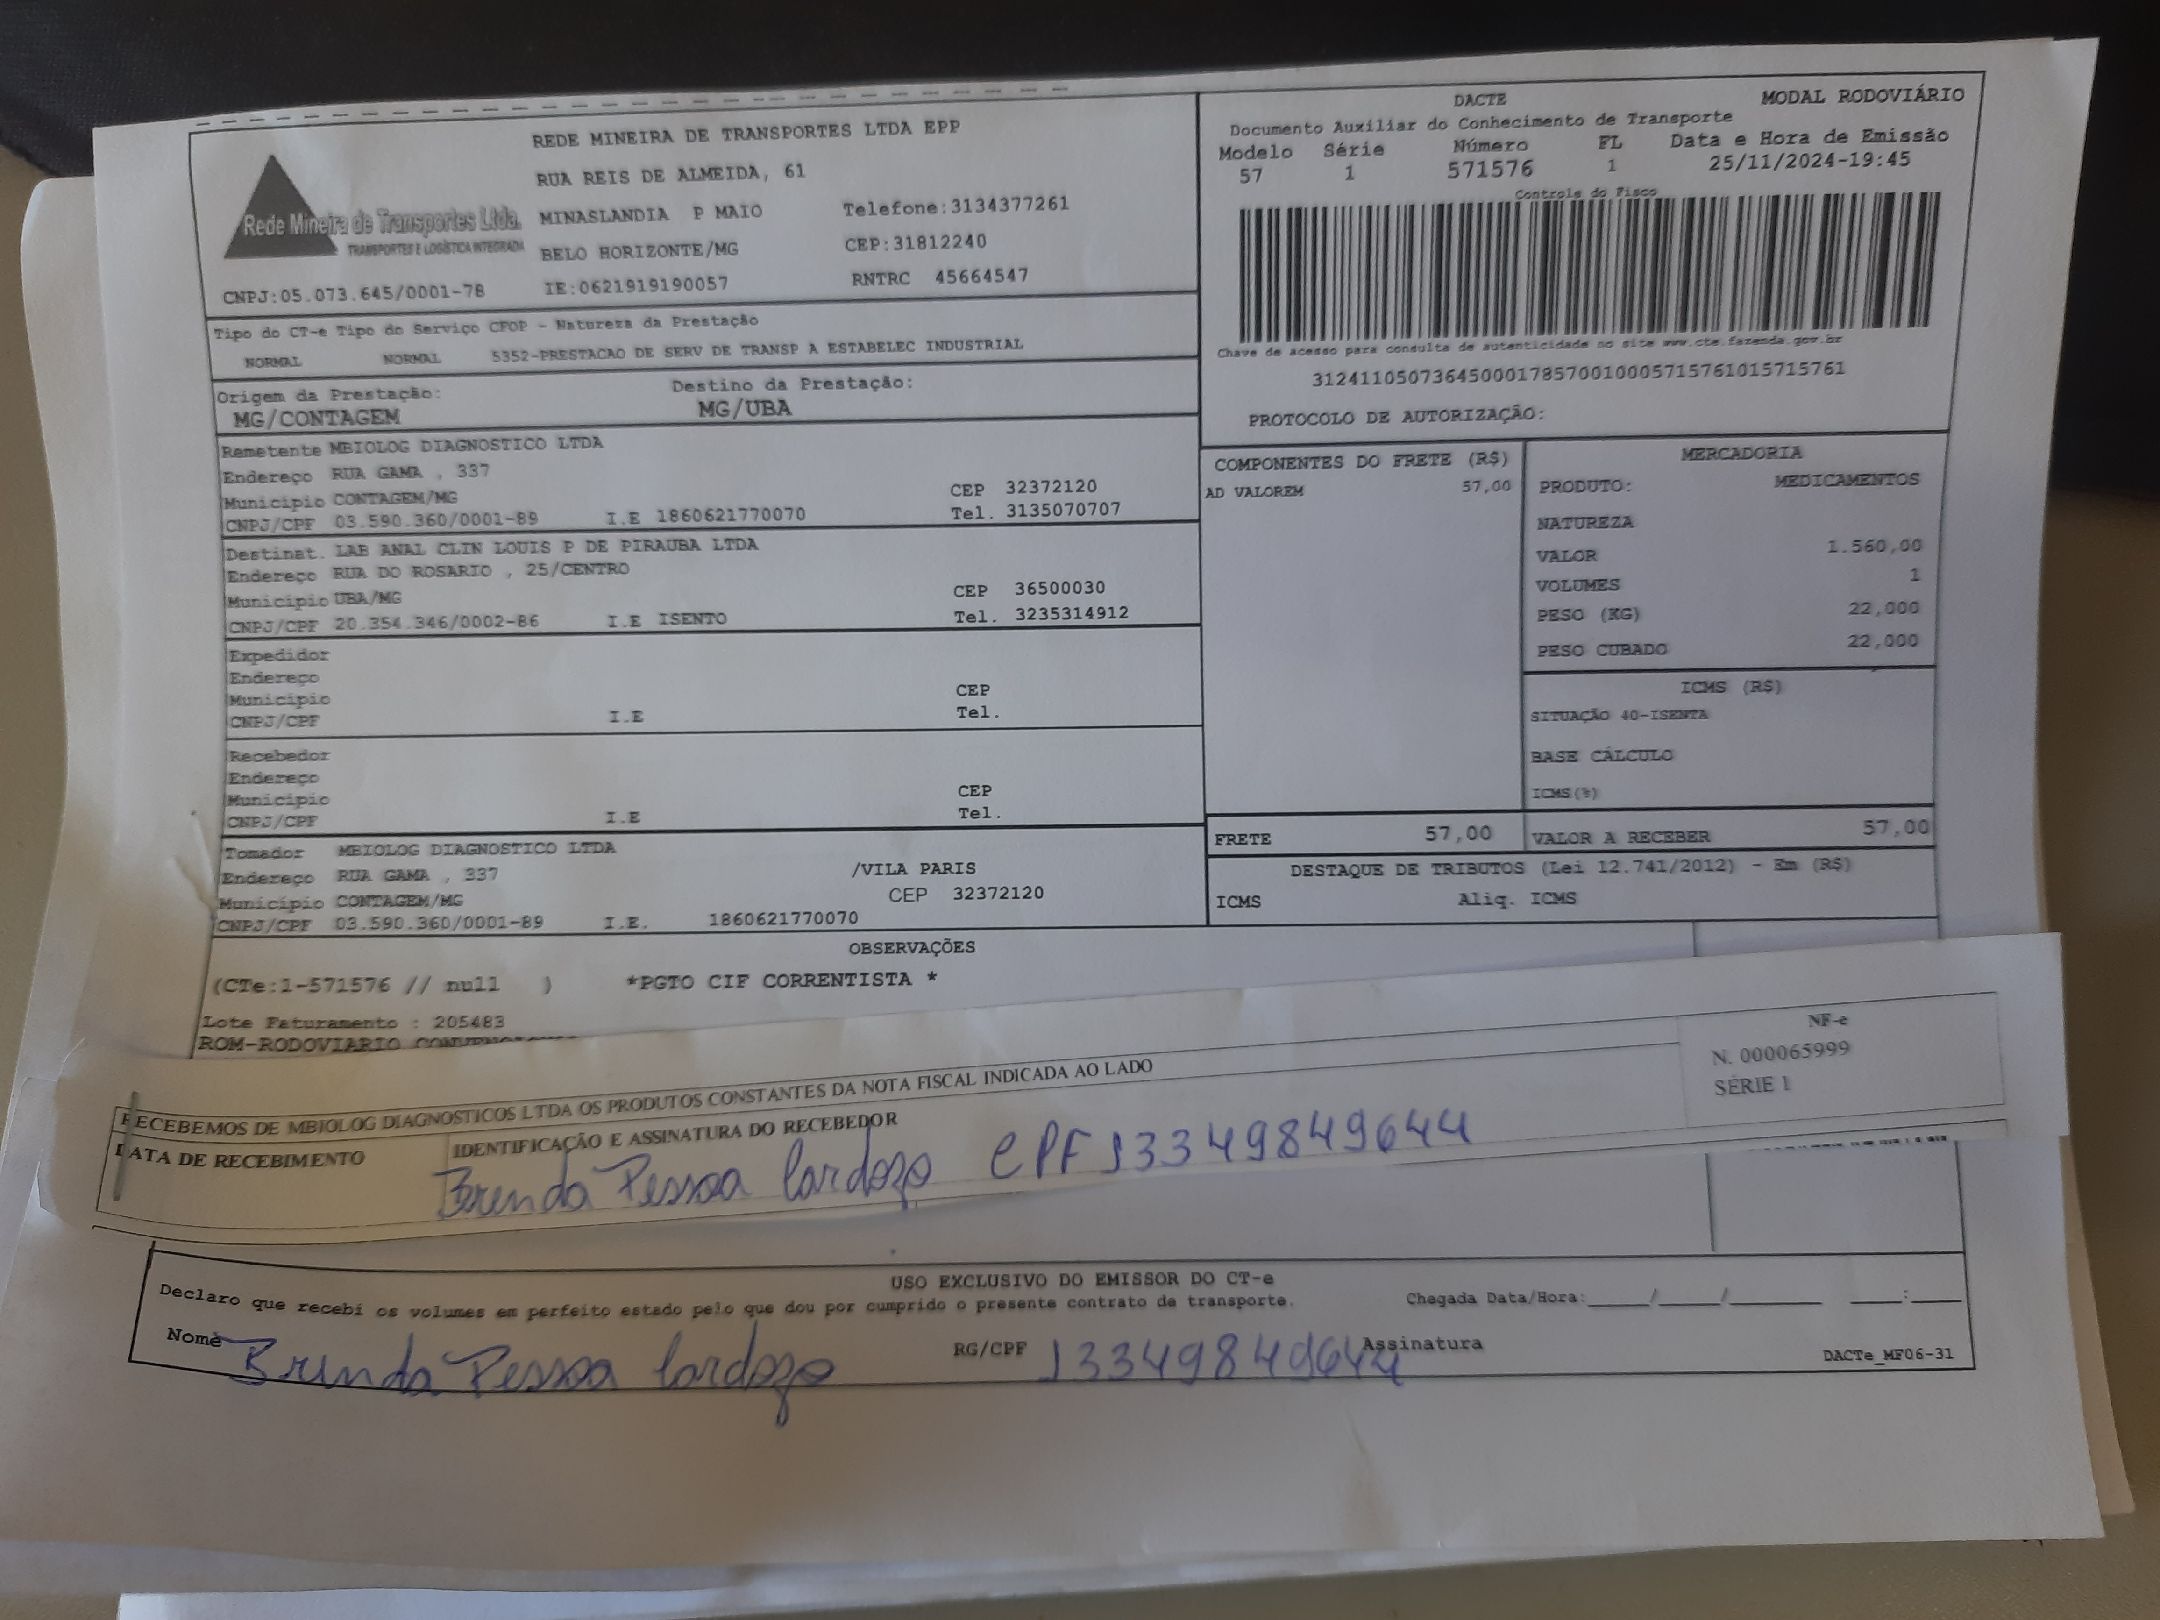 REDE MINEIRA DE TRANSPORTES LTDA EPP
RUA REIS DE ALMEIDA, 61
Rede Mineira de Transportes Ltda.
TRANSPORTES E LOGÍSTICA INTEGRADA
MINASLANDIA P MAIO Telefone:3134377261
BELO HORIZONTE/MG CEP:31812240
CNPJ:05.073.645/0001-78 IE:0621919190057 RNTRC 45664547
DACTE MODAL RODOVIÁRIO
Documento Auxiliar do Conhecimento de Transporte
Modelo Série Número FL Data e Hora de Emissão
57 1 571576 1 25/11/2024-19:45
Controle do Fisco
Chave de acesso para consulta de autenticidade no site www.cte.fazenda.gov.br
31241105073645000178570010005715761015715761
PROTOCOLO DE AUTORIZAÇÃO:
Tipo do CT-e Tipo do Serviço CFOP - Natureza da Prestação
NORMAL NORMAL 5352-PRESTACAO DE SERV DE TRANSP A ESTABELEC INDUSTRIAL
Origem da Prestação: Destino da Prestação:
MG/CONTAGEM MG/UBA
Remetente MBIOLOG DIAGNOSTICO LTDA
Endereço RUA GAMA , 337
Município CONTAGEM/MG CEP 32372120
CNPJ/CPF 03.590.360/0001-89 I.E 1860621770070 Tel. 3135070707
Destinat. LAB ANAL CLIN LOUIS P DE PIRAUBA LTDA
Endereço RUA DO ROSARIO , 25/CENTRO
Município UBA/MG CEP 36500030
CNPJ/CPF 20.354.346/0002-86 I.E ISENTO Tel. 3235314912
Expedidor
Endereço
Município CEP
CNPJ/CPF I.E Tel.
Recebedor
Endereço
Município CEP
CNPJ/CPF I.E Tel.
Tomador MBIOLOG DIAGNOSTICO LTDA
Endereço RUA GAMA , 337 /VILA PARIS
Município CONTAGEM/MG CEP 32372120
CNPJ/CPF 03.590.360/0001-89 I.E. 1860621770070
COMPONENTES DO FRETE (R$)
AD VALOREM 57,00
MERCADORIA
PRODUTO: MEDICAMENTOS
NATUREZA
VALOR 1.560,00
VOLUMES 1
PESO (KG) 22,000
PESO CUBADO 22,000
ICMS (R$)
SITUAÇÃO 40-ISENTA
BASE CÁLCULO
ICMS(%)
FRETE 57,00 VALOR A RECEBER 57,00
DESTAQUE DE TRIBUTOS (Lei 12.741/2012) - Em (R$)
ICMS Aliq. ICMS
OBSERVAÇÕES
(CTe:1-571576 // null ) *PGTO CIF CORRENTISTA *
Lote Faturamento : 205483
ROM-RODOVIARIO
RECEBEMOS DE MBIOLOG DIAGNOSTICOS LTDA OS PRODUTOS CONSTANTES DA NOTA FISCAL INDICADA AO LADO
NF-e
N. 000065999
SÉRIE 1
DATA DE RECEBIMENTO IDENTIFICAÇÃO E ASSINATURA DO RECEBEDOR
Brenda Pessoa Cardozo CPF 13349849644
USO EXCLUSIVO DO EMISSOR DO CT-e
Declaro que recebi os volumes em perfeito estado pelo que dou por cumprido o presente contrato de transporte. Chegada Data/Hora:_____/_____/________ ____:____
Nome Brenda Pessoa Cardozo RG/CPF 13349849644 Assinatura
DACTe_MF06-31